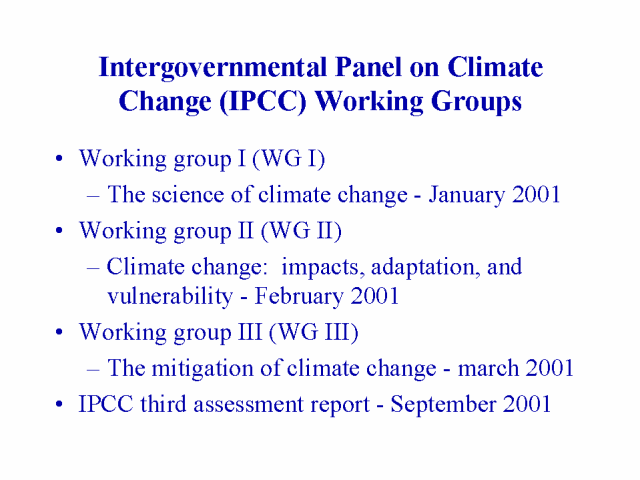 Intergovernmental Panel on Climate
Change (IPCC) Working Groups
• Working group I (WG I)
– The science of climate change - January 2001
• Working group II (WG II)
– Climate change:  impacts, adaptation, and
vulnerability - February 2001
• Working group III (WG III)
– The mitigation of climate change - march 2001
• IPCC third assessment report - September 2001